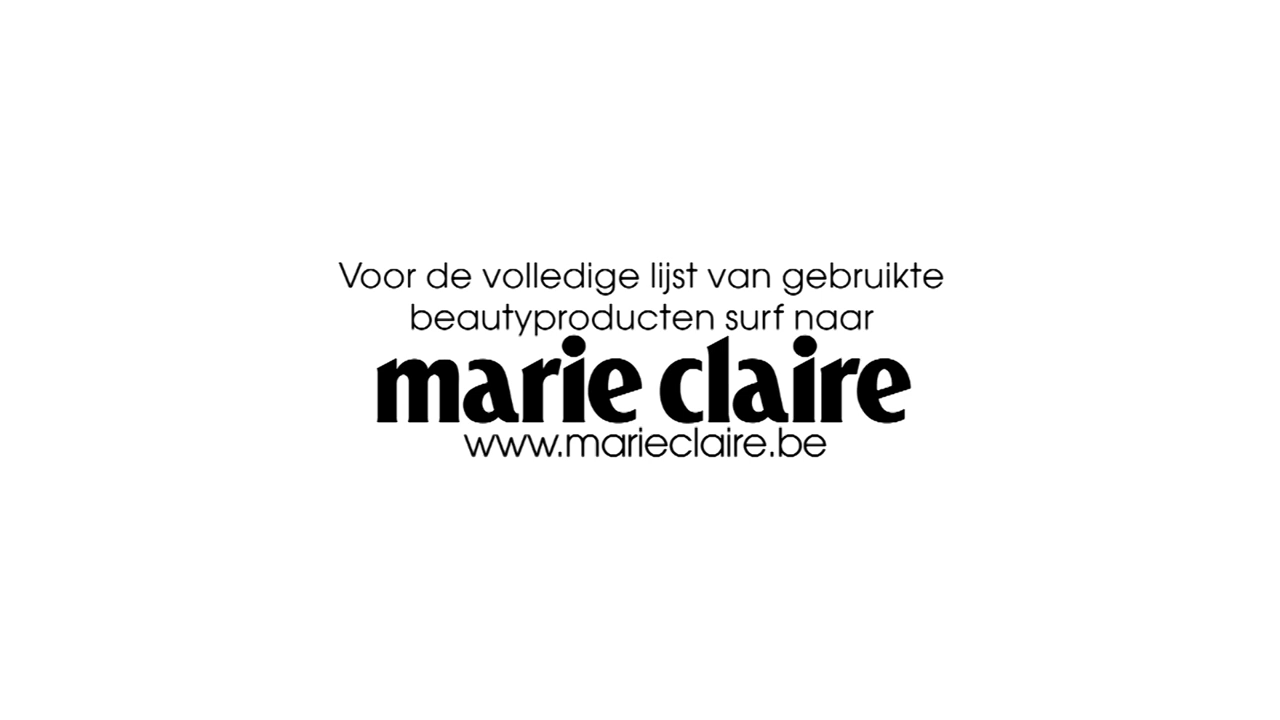 Voor de volledige lijst van gebruikte
beautyproducten surf naar
marie claire
www.marieclaire.be